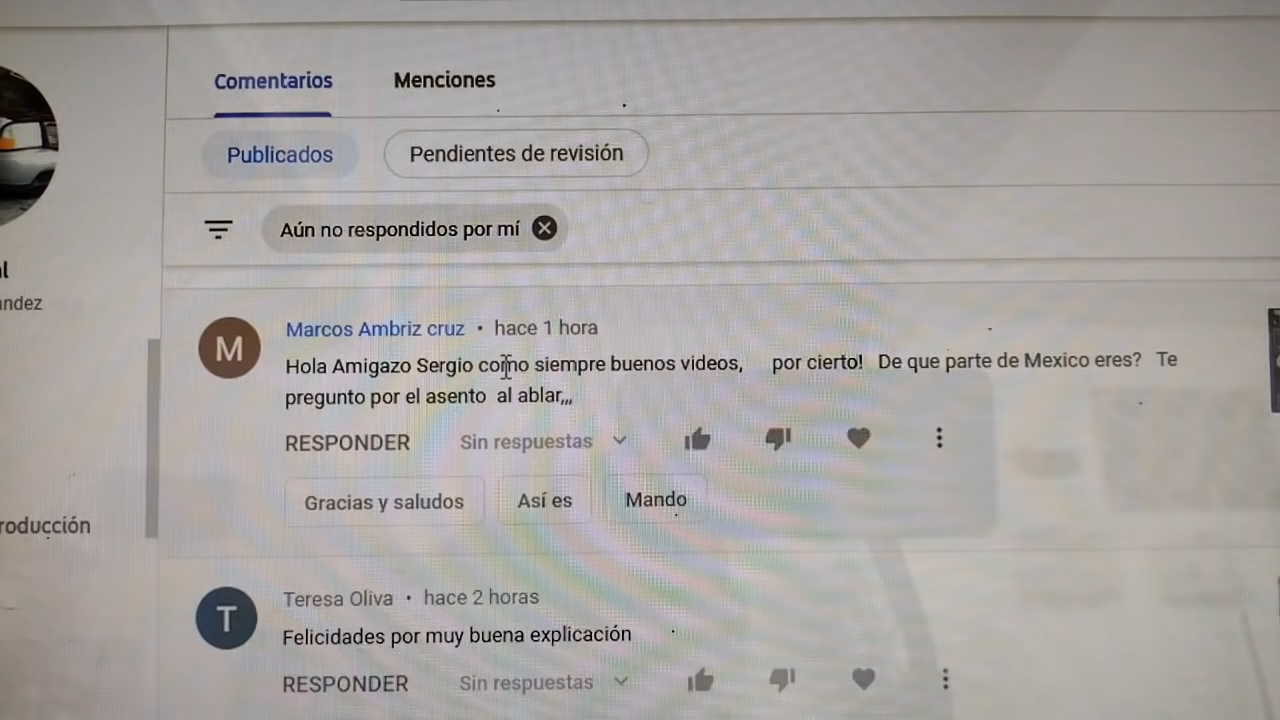 Comentarios
Menciones
Publicados
Pendientes de revisión
Aún no respondidos por mí
l
ndez
roducción
M
Marcos Ambriz cruz • hace 1 hora
Hola Amigazo Sergio como siempre buenos videos, por cierto! De que parte de Mexico eres? Te
pregunto por el asento al ablar,,,
RESPONDER
Sin respuestas
Gracias y saludos
Así es
Mando
T
Teresa Oliva • hace 2 horas
Felicidades por muy buena explicación
RESPONDER
Sin respuestas